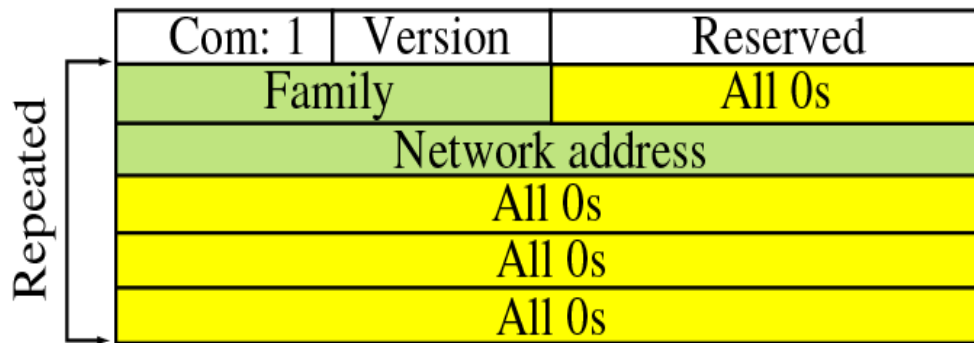 Com: 1 Version Reserved
Family All 0s
Network address
All 0s
All 0s
All 0s
Repeated